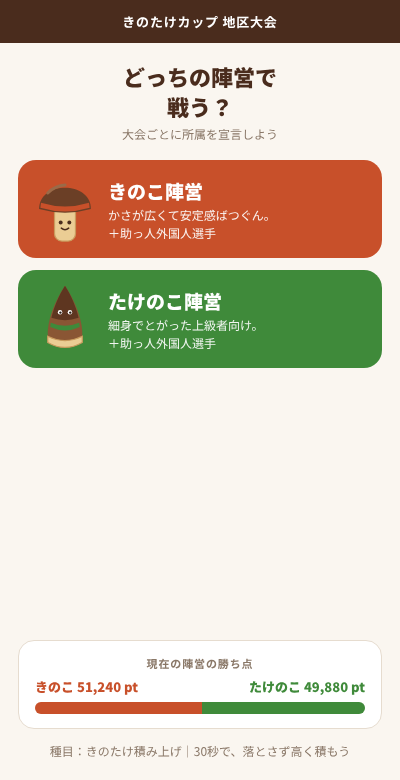 きのたけカップ 地区大会
どっちの陣営で
戦う？
大会ごとに所属を宣言しよう
きのこ陣営
かさが広くて安定感ばつぐん。
＋助っ人外国人選手
たけのこ陣営
細身でとがった上級者向け。
＋助っ人外国人選手
現在の陣営の勝ち点
きのこ 51,240 pt
たけのこ 49,880 pt
種目：きのたけ積み上げ｜30秒で、落とさず高く積もう